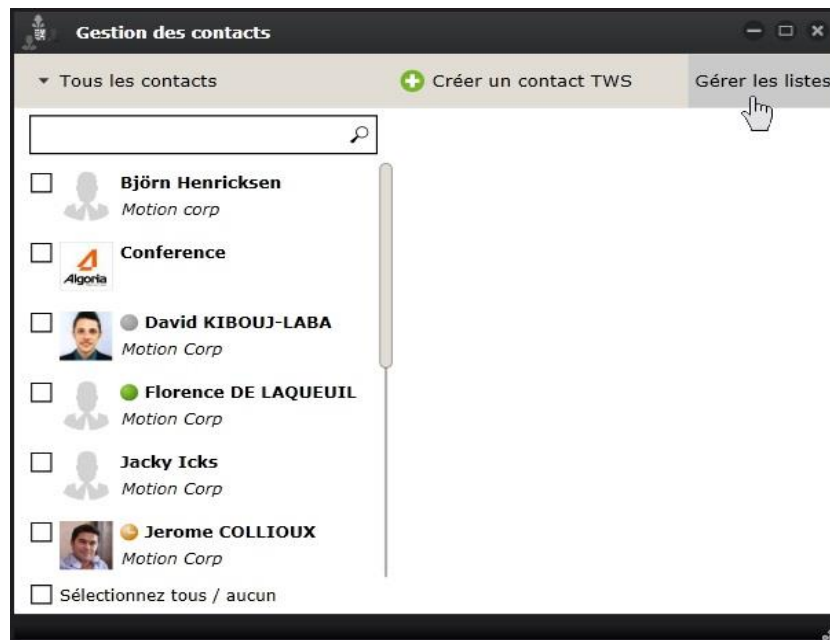 Gestion des contacts
Tous les contacts
Créer un contact TWS
Gérer les listes
Björn Henricksen
Motion corp
Conference
Algoria
David KIBOUJ-LABA
Motion Corp
Florence DE LAQUEUIL
Motion Corp
Jacky Icks
Motion Corp
Jerome COLLIOUX
Motion Corp
Sélectionnez tous / aucun